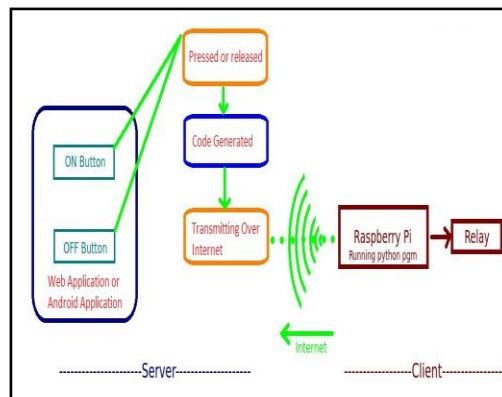 Pressed or released
Code Generated
ON Button
OFF Button
Web Application or
Android Application
Transmitting Over
Internet
Raspberry Pi
Running python pgm
Relay
Internet
---------------------Server-------------------
-----------------Client---------------